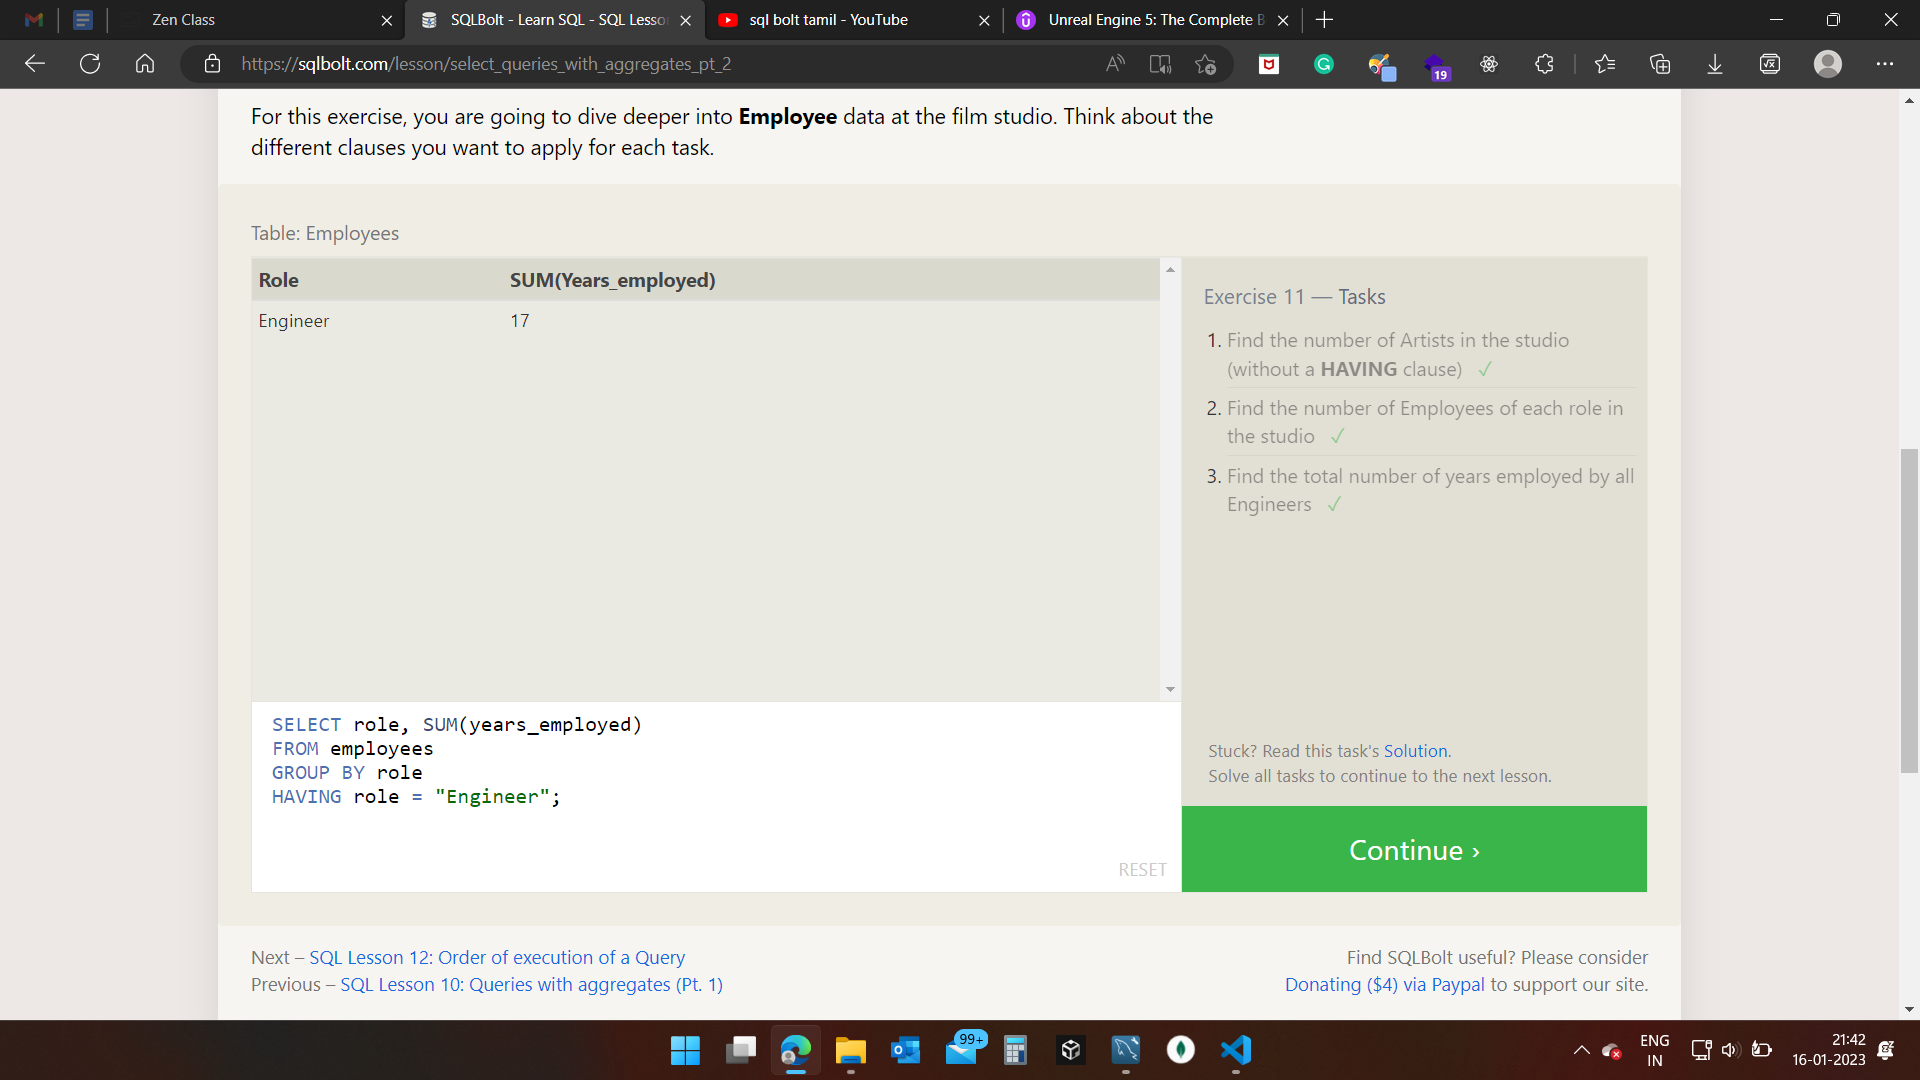 Zen Class
SQLBolt - Learn SQL - SQL Lesso
sql bolt tamil - YouTube
Unreal Engine 5: The Complete B
https://sqlbolt.com/lesson/select_queries_with_aggregates_pt_2
19
For this exercise, you are going to dive deeper into Employee data at the film studio. Think about the
different clauses you want to apply for each task.
Table: Employees
Role SUM(Years_employed)
Engineer 17
Exercise 11 — Tasks
1. Find the number of Artists in the studio
(without a HAVING clause) ✓
2. Find the number of Employees of each role in
the studio ✓
3. Find the total number of years employed by all
Engineers ✓
SELECT role, SUM(years_employed)
FROM employees
GROUP BY role
HAVING role = "Engineer";
RESET
Stuck? Read this task's Solution.
Solve all tasks to continue to the next lesson.
Continue ›
Next – SQL Lesson 12: Order of execution of a Query
Previous – SQL Lesson 10: Queries with aggregates (Pt. 1)
Find SQLBolt useful? Please consider
Donating ($4) via Paypal to support our site.
99+
ENG
IN
21:42
16-01-2023